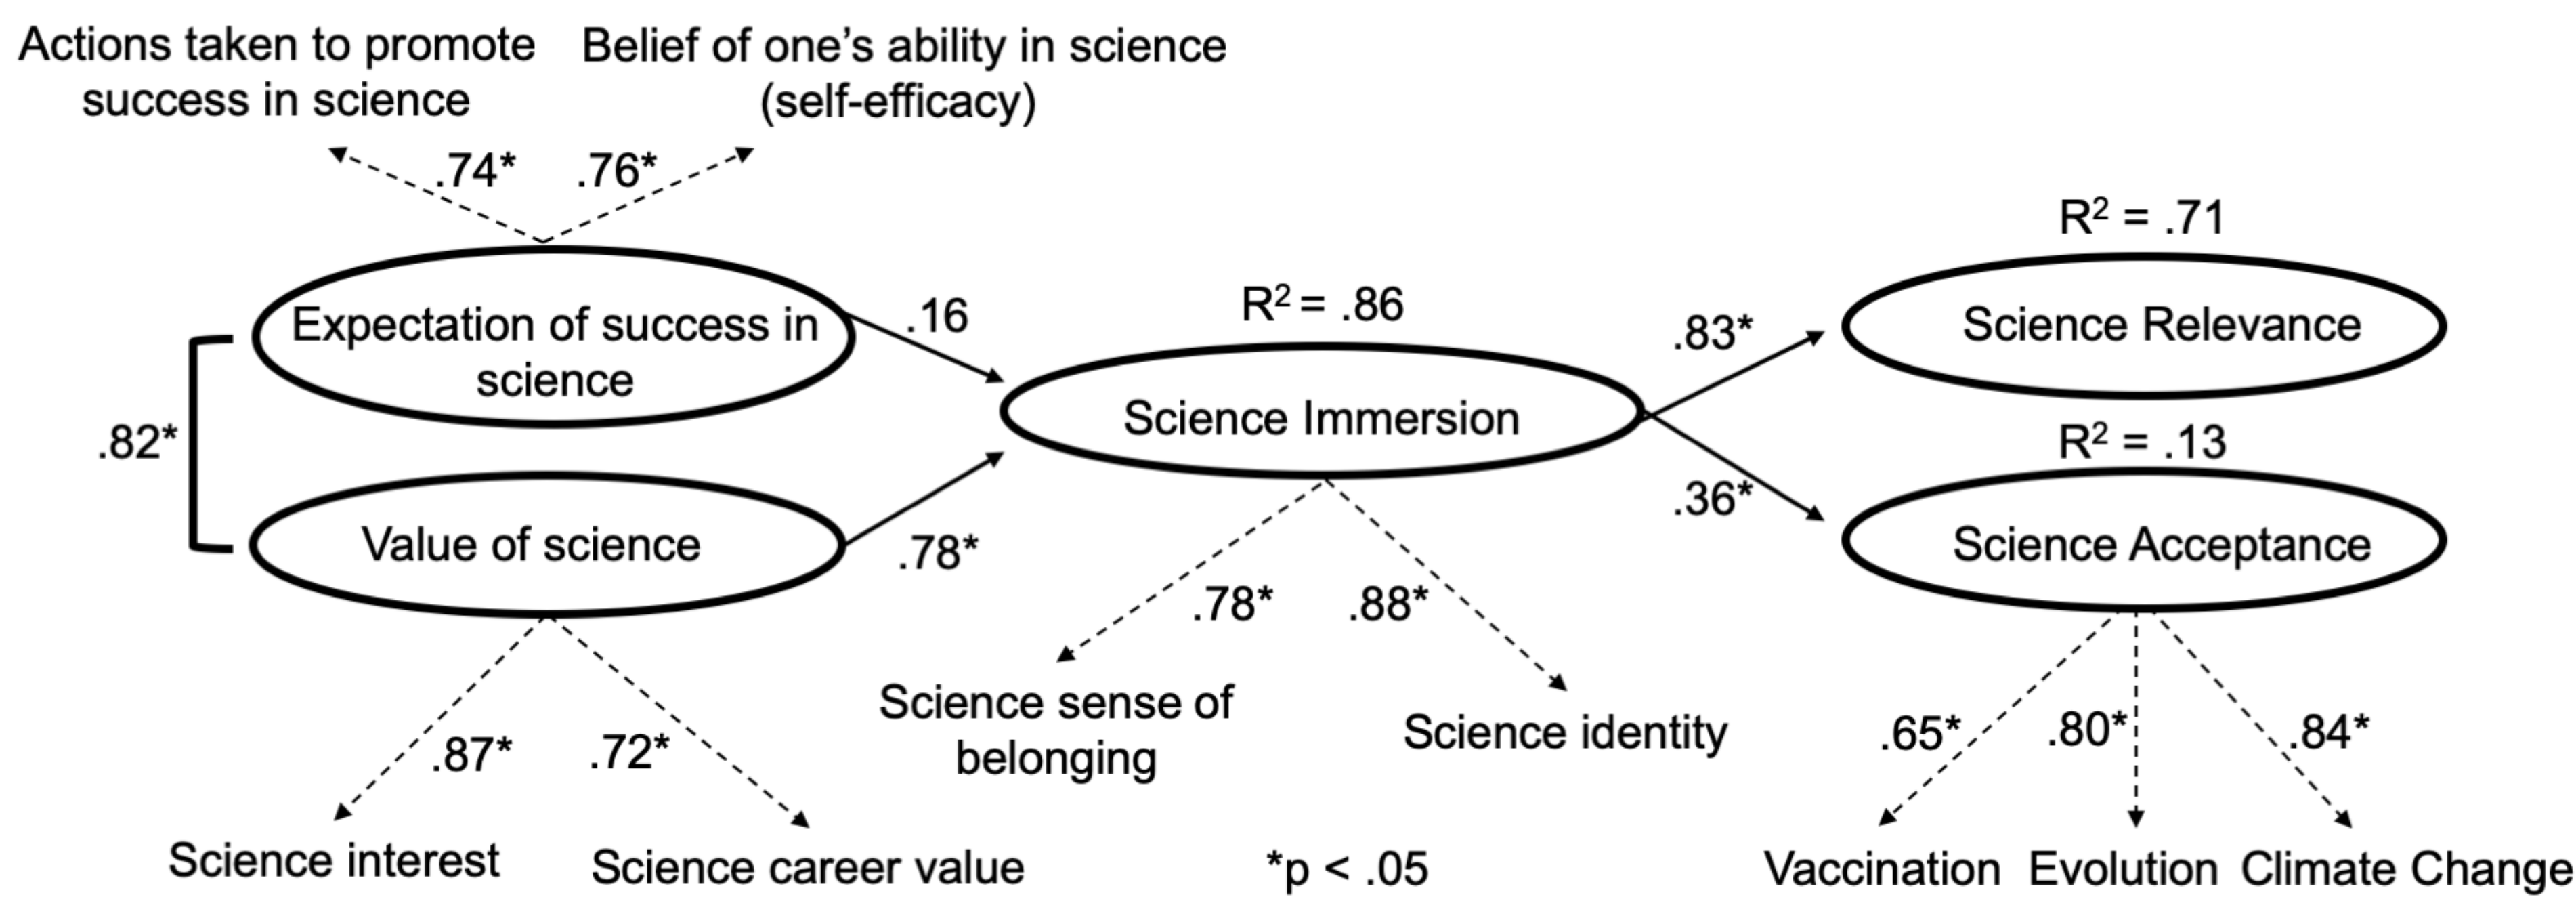 Actions taken to promote
success in science
Belief of one’s ability in science
(self-efficacy)
.74*
.76*
Expectation of success in
science
.82*
Value of science
.16
.78*
R² = .86
Science Immersion
.83*
.36*
R² = .71
Science Relevance
R² = .13
Science Acceptance
.87*
.72*
Science interest
Science career value
.78*
.88*
Science sense of
belonging
Science identity
.65*
.80*
.84*
Vaccination
Evolution
Climate Change
*p < .05